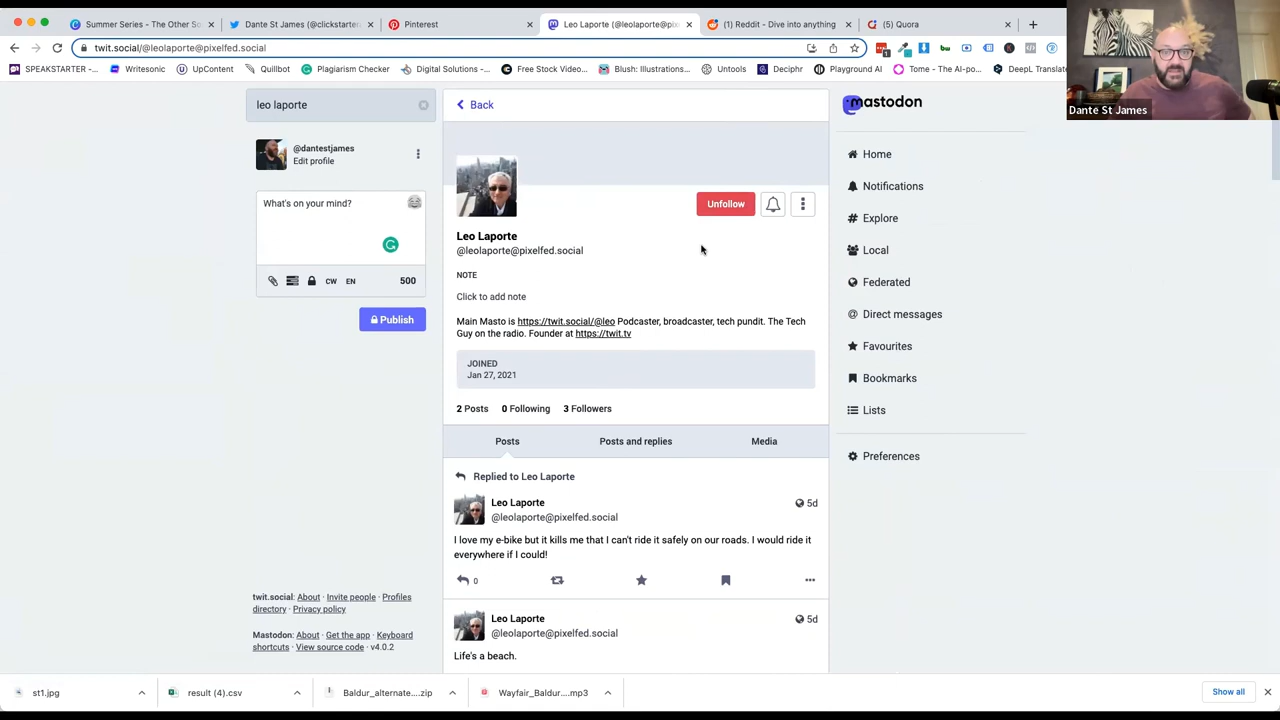 Summer Series - The Other So
Dante St James (@clickstarter
Pinterest
Leo Laporte (@leolaporte@pix
(1) Reddit - Dive into anything
(5) Quora
twit.social/@leolaporte@pixelfed.social
SPEAKSTARTER -...
Writesonic
UpContent
Quillbot
Plagiarism Checker
Digital Solutions -...
Free Stock Video...
Blush: Illustrations...
Untools
Deciphr
Playground AI
Tome - The AI-po...
DeepL Translate
Dante St James
leo laporte
@dantestjames
Edit profile
What's on your mind?
CW EN 500
Publish
twit.social: About · Invite people · Profiles
directory · Privacy policy
Mastodon: About · Get the app · Keyboard
shortcuts · View source code · v4.0.2
Back
Unfollow
Leo Laporte
@leolaporte@pixelfed.social
NOTE
Click to add note
Main Masto is https://twit.social/@leo Podcaster, broadcaster, tech pundit. The Tech
Guy on the radio. Founder at https://twit.tv
JOINED
Jan 27, 2021
2 Posts 0 Following 3 Followers
Posts Posts and replies Media
Replied to Leo Laporte
Leo Laporte 5d
@leolaporte@pixelfed.social
I love my e-bike but it kills me that I can't ride it safely on our roads. I would ride it
everywhere if I could!
0
Leo Laporte 5d
@leolaporte@pixelfed.social
Life's a beach.
mastodon
Home
Notifications
Explore
Local
Federated
Direct messages
Favourites
Bookmarks
Lists
Preferences
st1.jpg
result (4).csv
Baldur_alternate....zip
Wayfair_Baldur....mp3
Show all